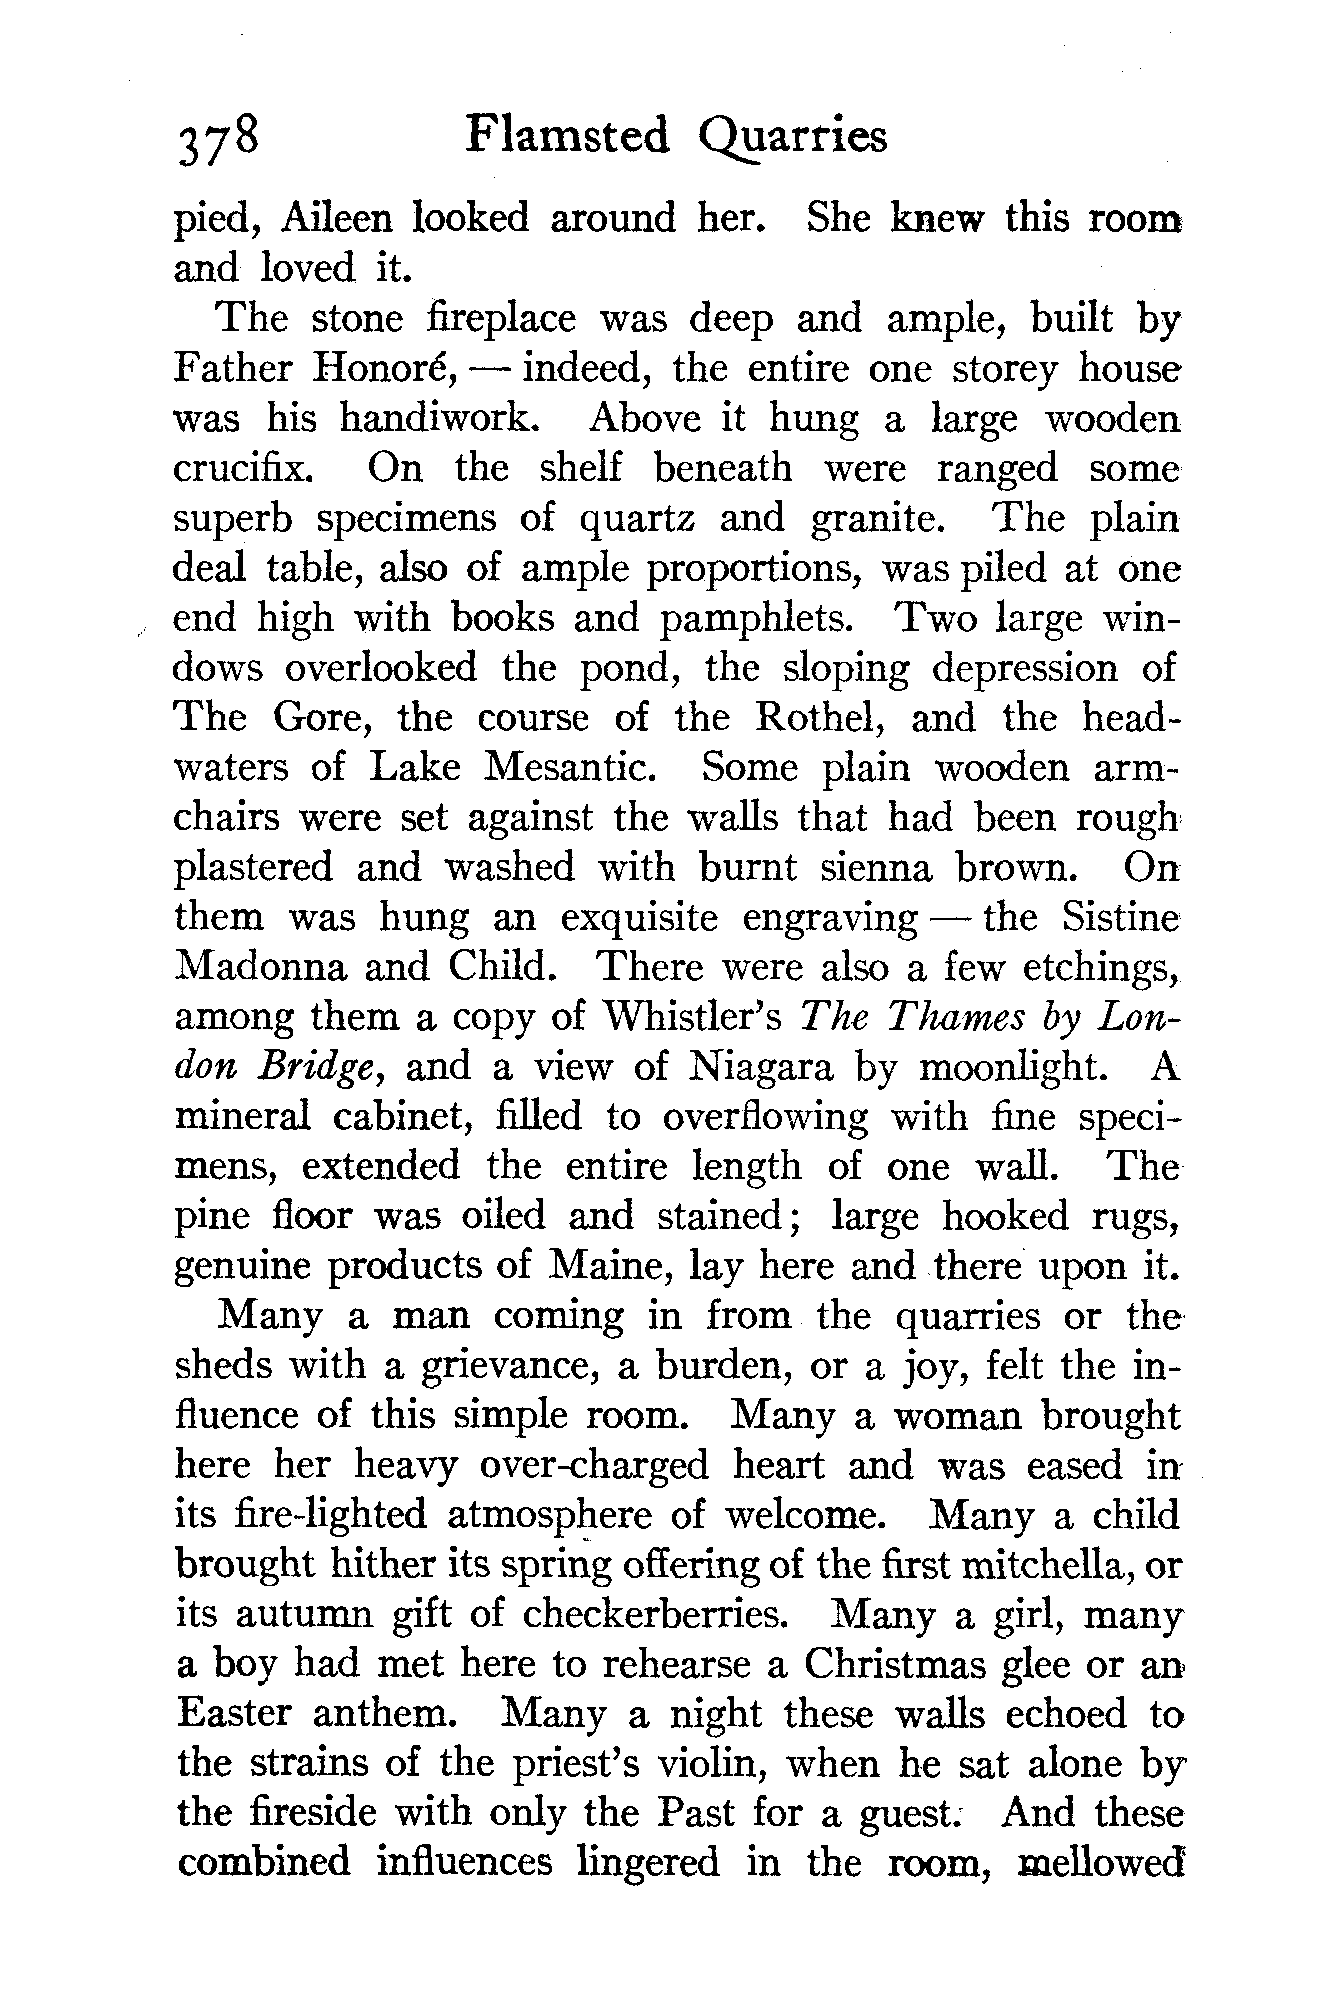 378 Flamsted Quarries
pied, Aileen looked around her. She knew this room
and loved it.
The stone fireplace was deep and ample, built by
Father Honoré, — indeed, the entire one storey house
was his handiwork. Above it hung a large wooden
crucifix. On the shelf beneath were ranged some
superb specimens of quartz and granite. The plain
deal table, also of ample proportions, was piled at one
end high with books and pamphlets. Two large win-
dows overlooked the pond, the sloping depression of
The Gore, the course of the Rothel, and the head-
waters of Lake Mesantic. Some plain wooden arm-
chairs were set against the walls that had been rough
plastered and washed with burnt sienna brown. On
them was hung an exquisite engraving — the Sistine
Madonna and Child. There were also a few etchings,
among them a copy of Whistler's The Thames by Lon-
don Bridge, and a view of Niagara by moonlight. A
mineral cabinet, filled to overflowing with fine speci-
mens, extended the entire length of one wall. The
pine floor was oiled and stained; large hooked rugs,
genuine products of Maine, lay here and there upon it.
Many a man coming in from the quarries or the
sheds with a grievance, a burden, or a joy, felt the in-
fluence of this simple room. Many a woman brought
here her heavy over-charged heart and was eased in
its fire-lighted atmosphere of welcome. Many a child
brought hither its spring offering of the first mitchella, or
its autumn gift of checkerberries. Many a girl, many
a boy had met here to rehearse a Christmas glee or an
Easter anthem. Many a night these walls echoed to
the strains of the priest's violin, when he sat alone by
the fireside with only the Past for a guest. And these
combined influences lingered in the room, mellowed